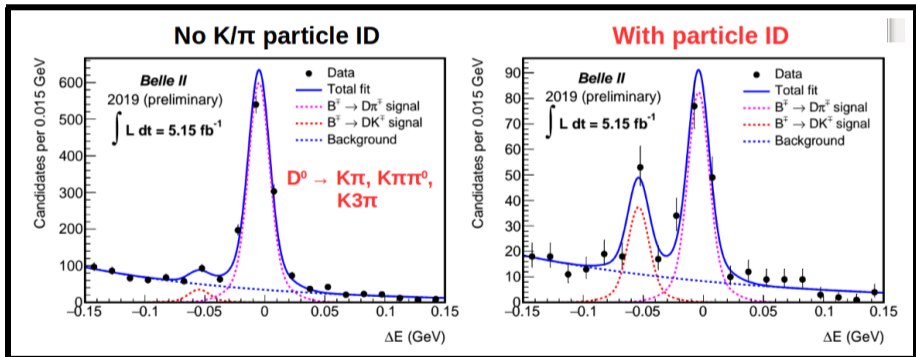 No K/π particle ID
Candidates per 0.015 GeV
600
500
400
300
200
100
0
−0.15
−0.1
−0.05
0
0.05
0.1
0.15
ΔE (GeV)
Belle II
2019 (preliminary)
∫ L dt = 5.15 fb⁻¹
Data
Total fit
B∓ → Dπ∓ signal
B∓ → DK∓ signal
Background
D⁰ → Kπ, Kππ⁰,
K3π
With particle ID
Candidates per 0.015 GeV
90
80
70
60
50
40
30
20
10
0
−0.15
−0.1
−0.05
0
0.05
0.1
0.15
ΔE (GeV)
Belle II
2019 (preliminary)
∫ L dt = 5.15 fb⁻¹
Data
Total fit
B∓ → Dπ∓ signal
B∓ → DK∓ signal
Background